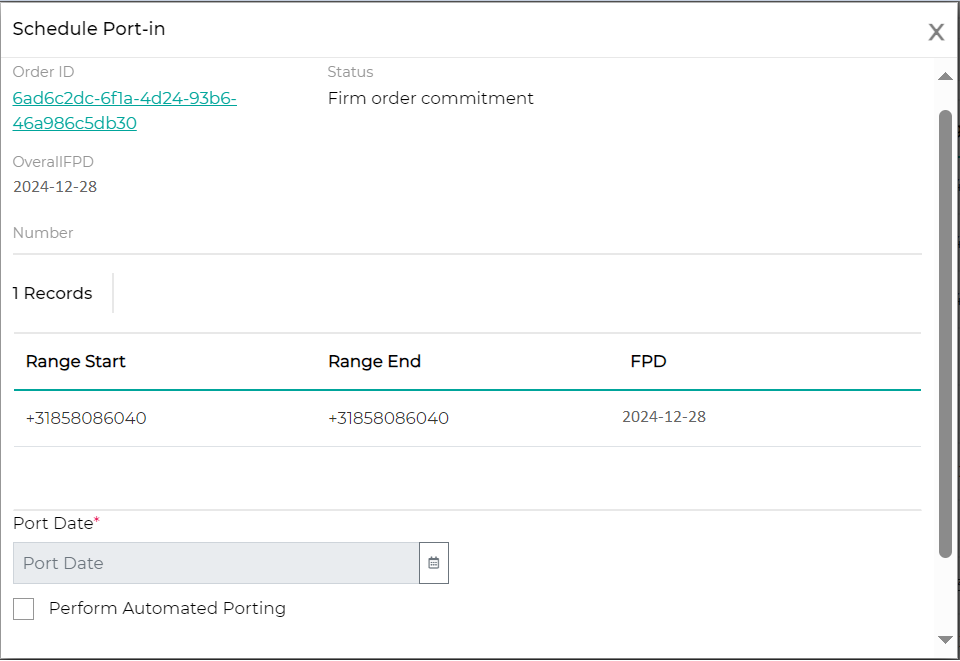 Schedule Port-in
X
Order ID
Status
6ad6c2dc-6f1a-4d24-93b6-
46a986c5db30
Firm order commitment
OverallFPD
2024-12-28
Number
1 Records
Range Start Range End FPD
+31858086040 +31858086040 2024-12-28
Port Date*
Port Date
Perform Automated Porting